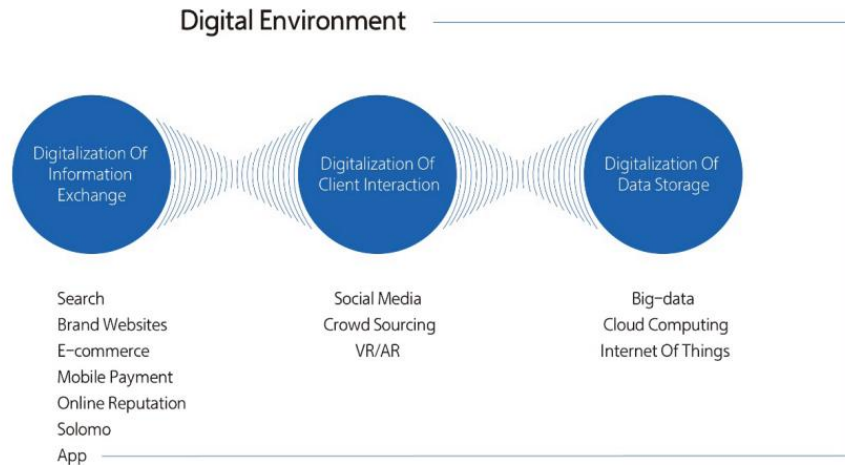 Digital Environment
Digitalization Of
Information
Exchange
Digitalization Of
Client Interaction
Digitalization Of
Data Storage
Search
Brand Websites
E-commerce
Mobile Payment
Online Reputation
Solomo
App
Social Media
Crowd Sourcing
VR/AR
Big-data
Cloud Computing
Internet Of Things